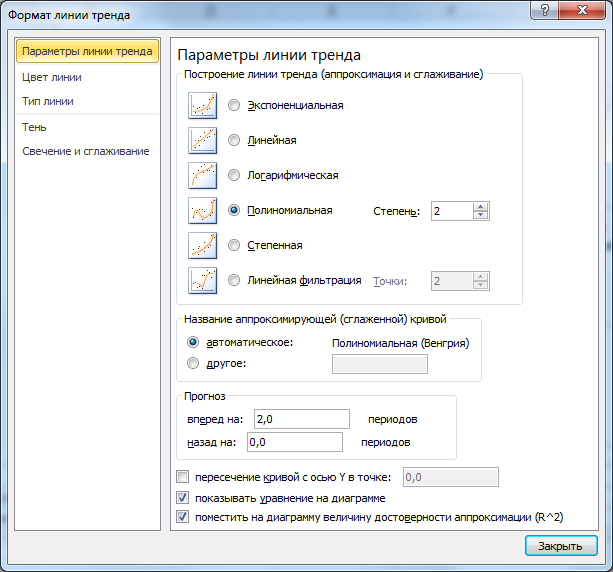 Формат линии тренда
Параметры линии тренда
Цвет линии
Тип линии
Тень
Свечение и сглаживание
Параметры линии тренда
Построение линии тренда (аппроксимация и сглаживание)
Экспоненциальная
Линейная
Логарифмическая
Полиномиальная Степень: 2
Степенная
Линейная фильтрация Точки: 2
Название аппроксимирующей (сглаженной) кривой
автоматическое: Полиномиальная (Венгрия)
другое:
Прогноз
вперед на: 2,0 периодов
назад на: 0,0 периодов
пересечение кривой с осью Y в точке: 0,0
показывать уравнение на диаграмме
поместить на диаграмму величину достоверности аппроксимации (R^2)
Закрыть